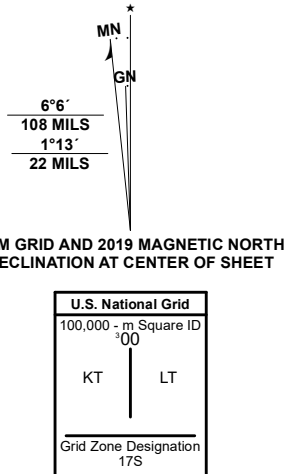 ★
MN
GN
6°6´
108 MILS
1°13´
22 MILS
M GRID AND 2019 MAGNETIC NORTH
ECLINATION AT CENTER OF SHEET
U.S. National Grid
100,000 - m Square ID
³00
KT LT
Grid Zone Designation
17S